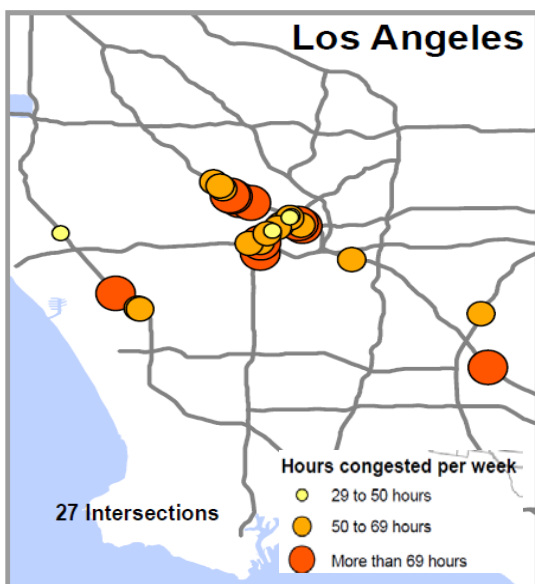 Los Angeles
27 Intersections
Hours congested per week
29 to 50 hours
50 to 69 hours
More than 69 hours